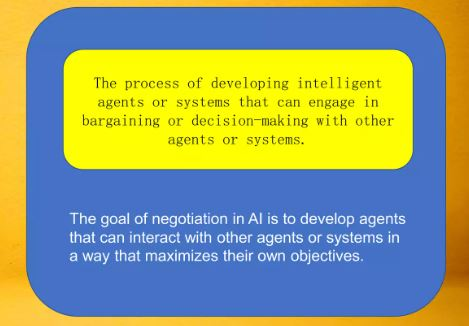 The process of developing intelligent
agents or systems that can engage in
bargaining or decision-making with other
agents or systems.
The goal of negotiation in AI is to develop agents
that can interact with other agents or systems in
a way that maximizes their own objectives.